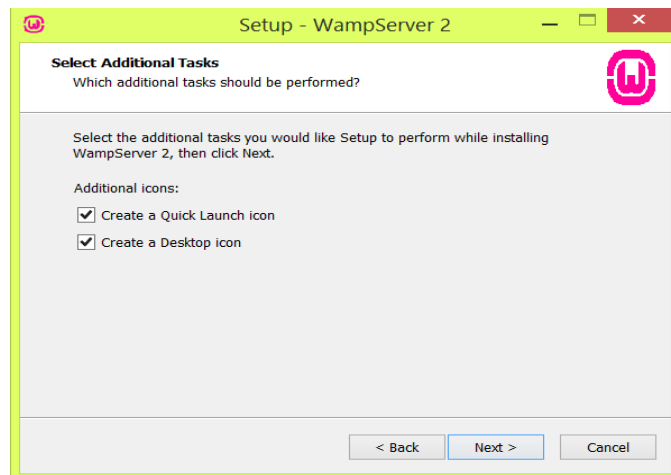 Setup - WampServer 2
Select Additional Tasks
Which additional tasks should be performed?
Select the additional tasks you would like Setup to perform while installing
WampServer 2, then click Next.
Additional icons:
Create a Quick Launch icon
Create a Desktop icon
< Back Next > Cancel